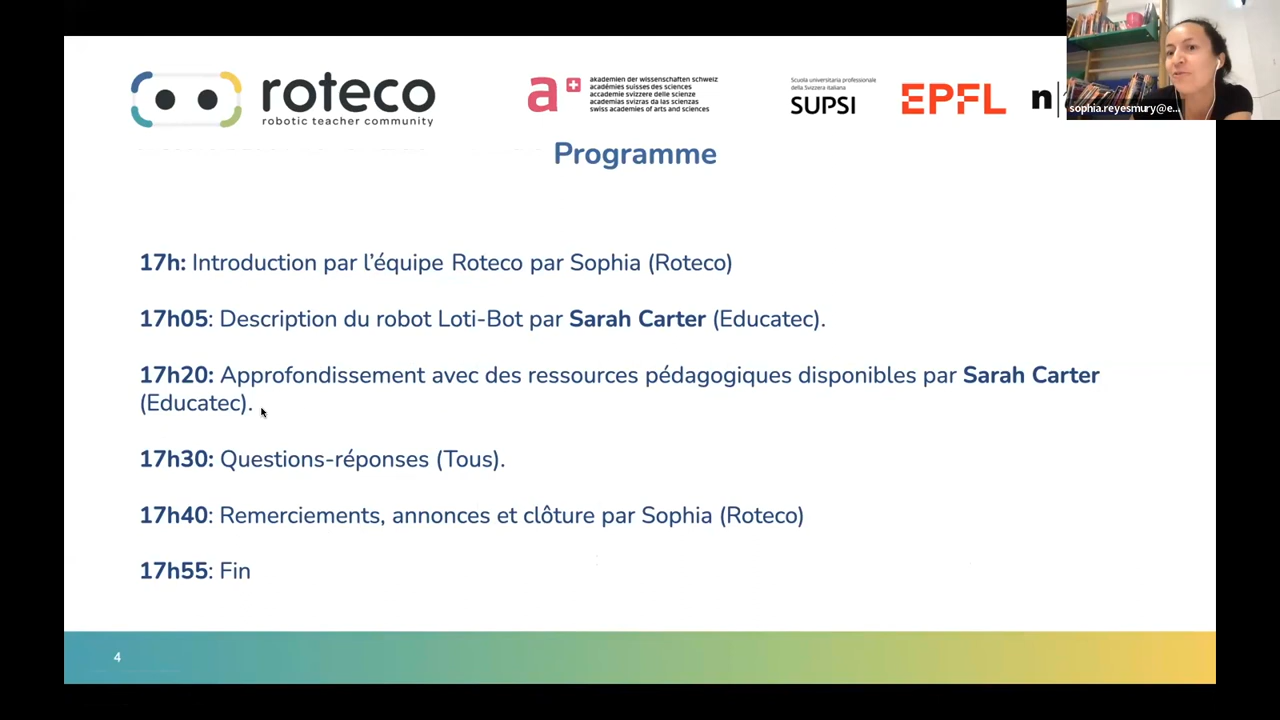 roteco
robotic teacher community
akademien der wissenschaften schweiz
académies suisses des sciences
accademie svizzere delle scienze
academias svizras da las scienzas
swiss academies of arts and sciences
Scuola universitaria professionale
della Svizzera italiana
SUPSI
EPFL
n
sophia.reyesmury@e...
Programme
17h: Introduction par l'équipe Roteco par Sophia (Roteco)
17h05: Description du robot Loti-Bot par Sarah Carter (Educatec).
17h20: Approfondissement avec des ressources pédagogiques disponibles par Sarah Carter
(Educatec).
17h30: Questions-réponses (Tous).
17h40: Remerciements, annonces et clôture par Sophia (Roteco)
17h55: Fin
4